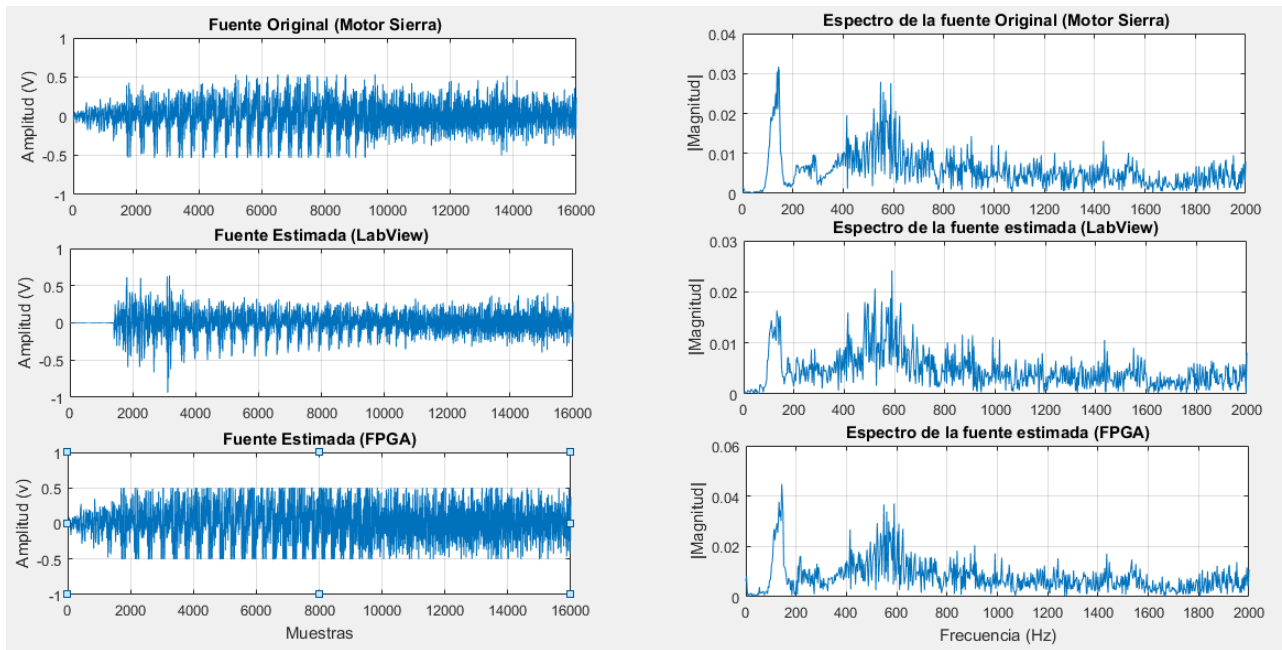 Fuente Original (Motor Sierra)
1
0.5
0
-0.5
-1
Amplitud (V)
0 2000 4000 6000 8000 10000 12000 14000 16000
Espectro de la fuente Original (Motor Sierra)
0.04
0.03
0.02
0.01
0
|Magnitud|
0 200 400 600 800 1000 1200 1400 1600 1800 2000
Fuente Estimada (LabView)
1
0.5
0
-0.5
-1
Amplitud (V)
0 2000 4000 6000 8000 10000 12000 14000 16000
Espectro de la fuente estimada (LabView)
0.03
0.02
0.01
0
|Magnitud|
0 200 400 600 800 1000 1200 1400 1600 1800 2000
Fuente Estimada (FPGA)
1
0.5
0
-0.5
-1
Amplitud (v)
0 2000 4000 6000 8000 10000 12000 14000 16000
Muestras
Espectro de la fuente estimada (FPGA)
0.06
0.04
0.02
0
|Magnitud|
0 200 400 600 800 1000 1200 1400 1600 1800 2000
Frecuencia (Hz)